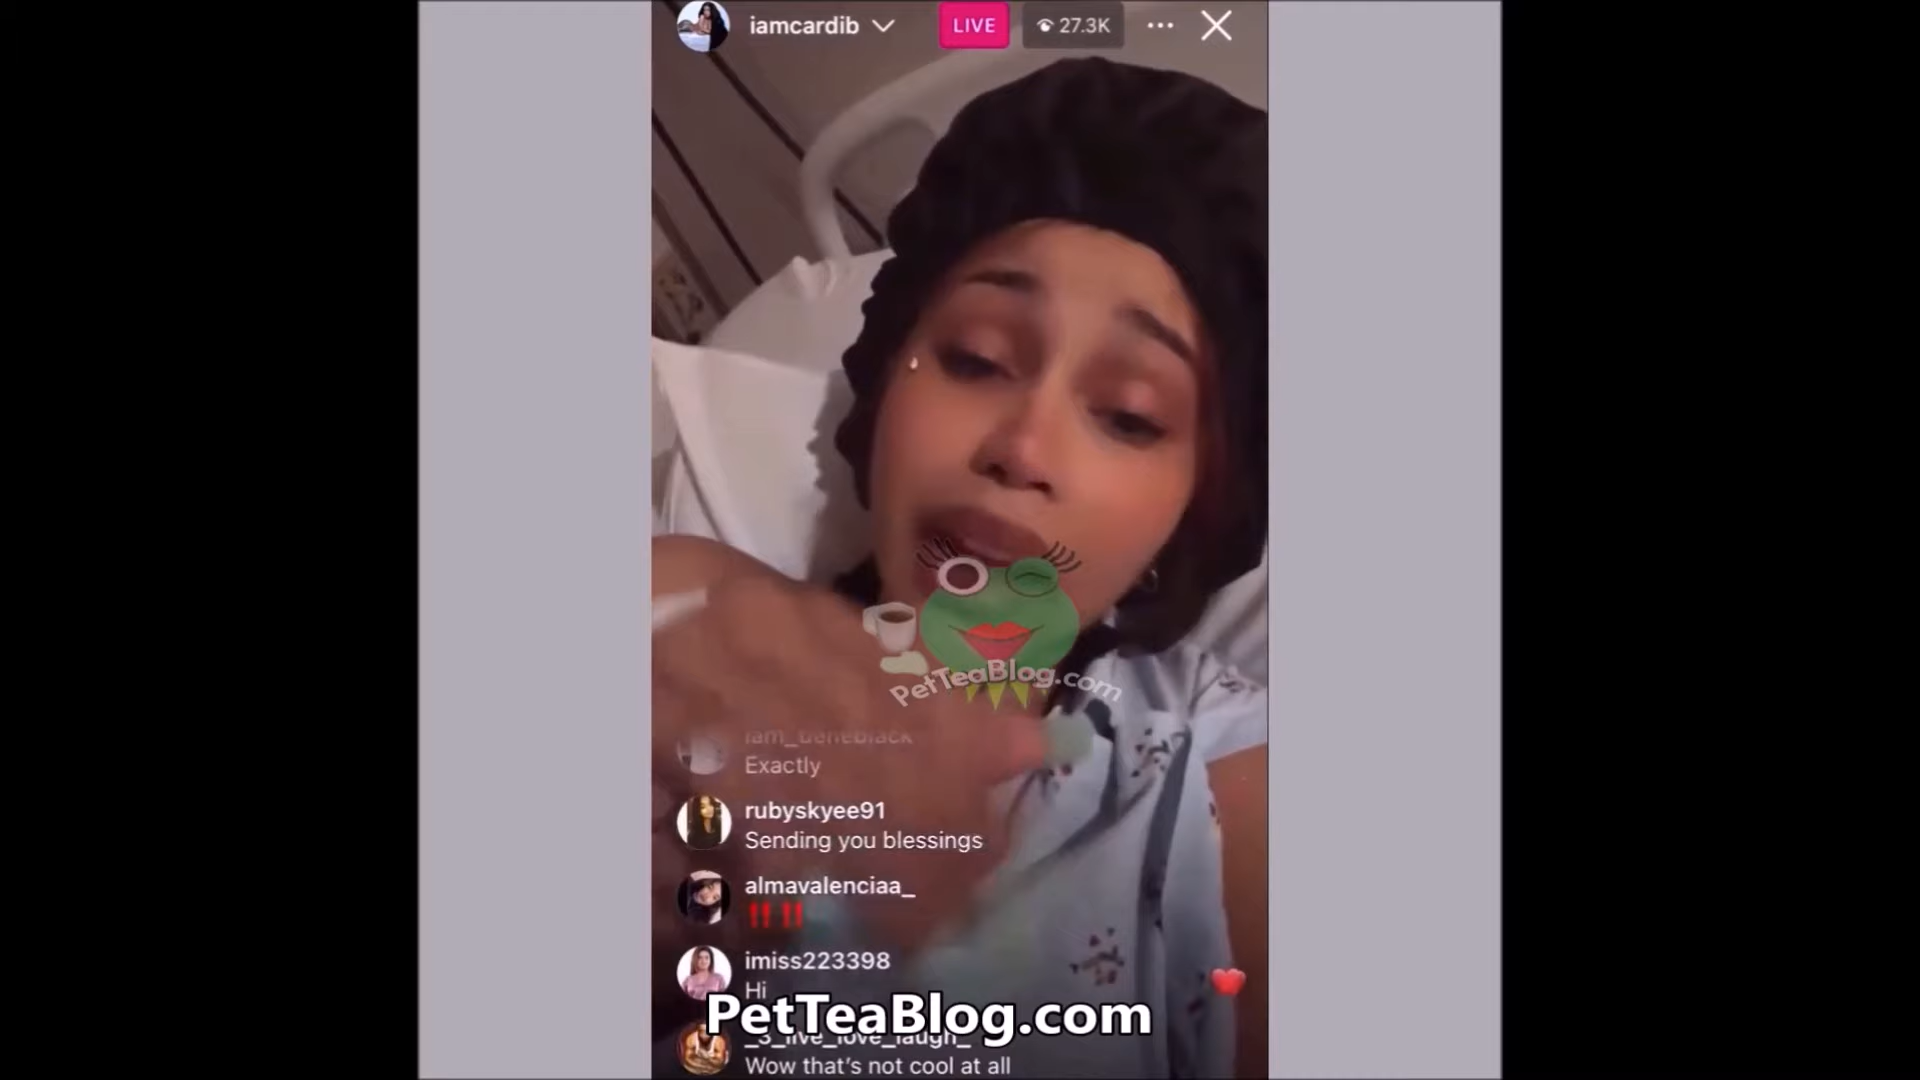 iamcardib
LIVE
27.3K
PetTeaBlog.com
Exactly
rubyskyee91
Sending you blessings
almavalenciaa_
‼️ ‼️
imiss223398
Hi
PetTeaBlog.com
_3_live_love_laugh_
Wow that's not cool at all